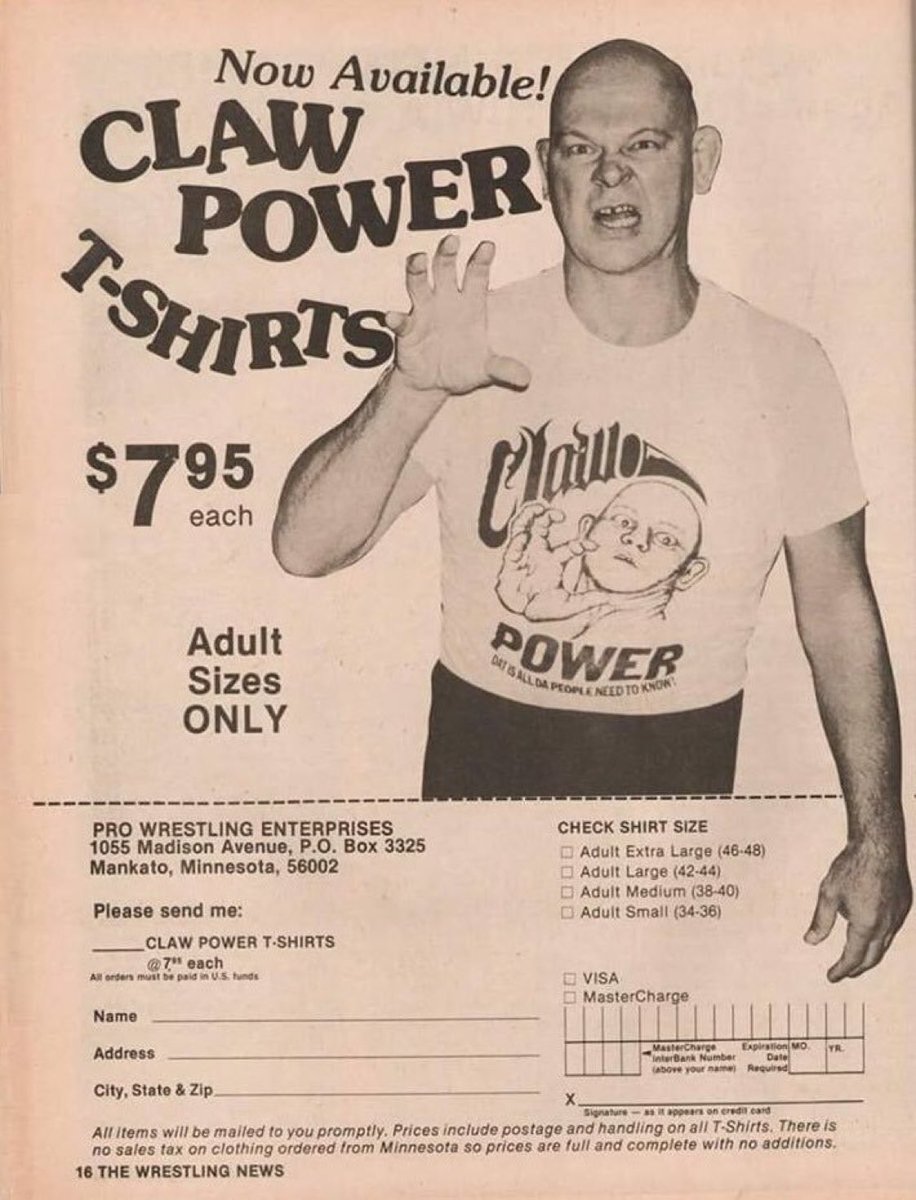 Now Available!
CLAW
POWER
T-SHIRTS
$7 95
each
Adult
Sizes
ONLY
Claw
POWER
DAT IS ALL DA PEOPLE NEED TO KNOW!
PRO WRESTLING ENTERPRISES
1055 Madison Avenue, P.O. Box 3325
Mankato, Minnesota, 56002
Please send me:
_____CLAW POWER T-SHIRTS
@ 7.95 each
All orders must be paid in U.S. funds
Name
Address
City, State & Zip
CHECK SHIRT SIZE
☐ Adult Extra Large (46-48)
☐ Adult Large (42-44)
☐ Adult Medium (38-40)
☐ Adult Small (34-36)
☐ VISA
☐ MasterCharge
MasterCharge
InterBank Number
(above your name)
Expiration
Date
Required
MO.
YR.
X
Signature — as it appears on credit card
All items will be mailed to you promptly. Prices include postage and handling on all T-Shirts. There is
no sales tax on clothing ordered from Minnesota so prices are full and complete with no additions.
16 THE WRESTLING NEWS